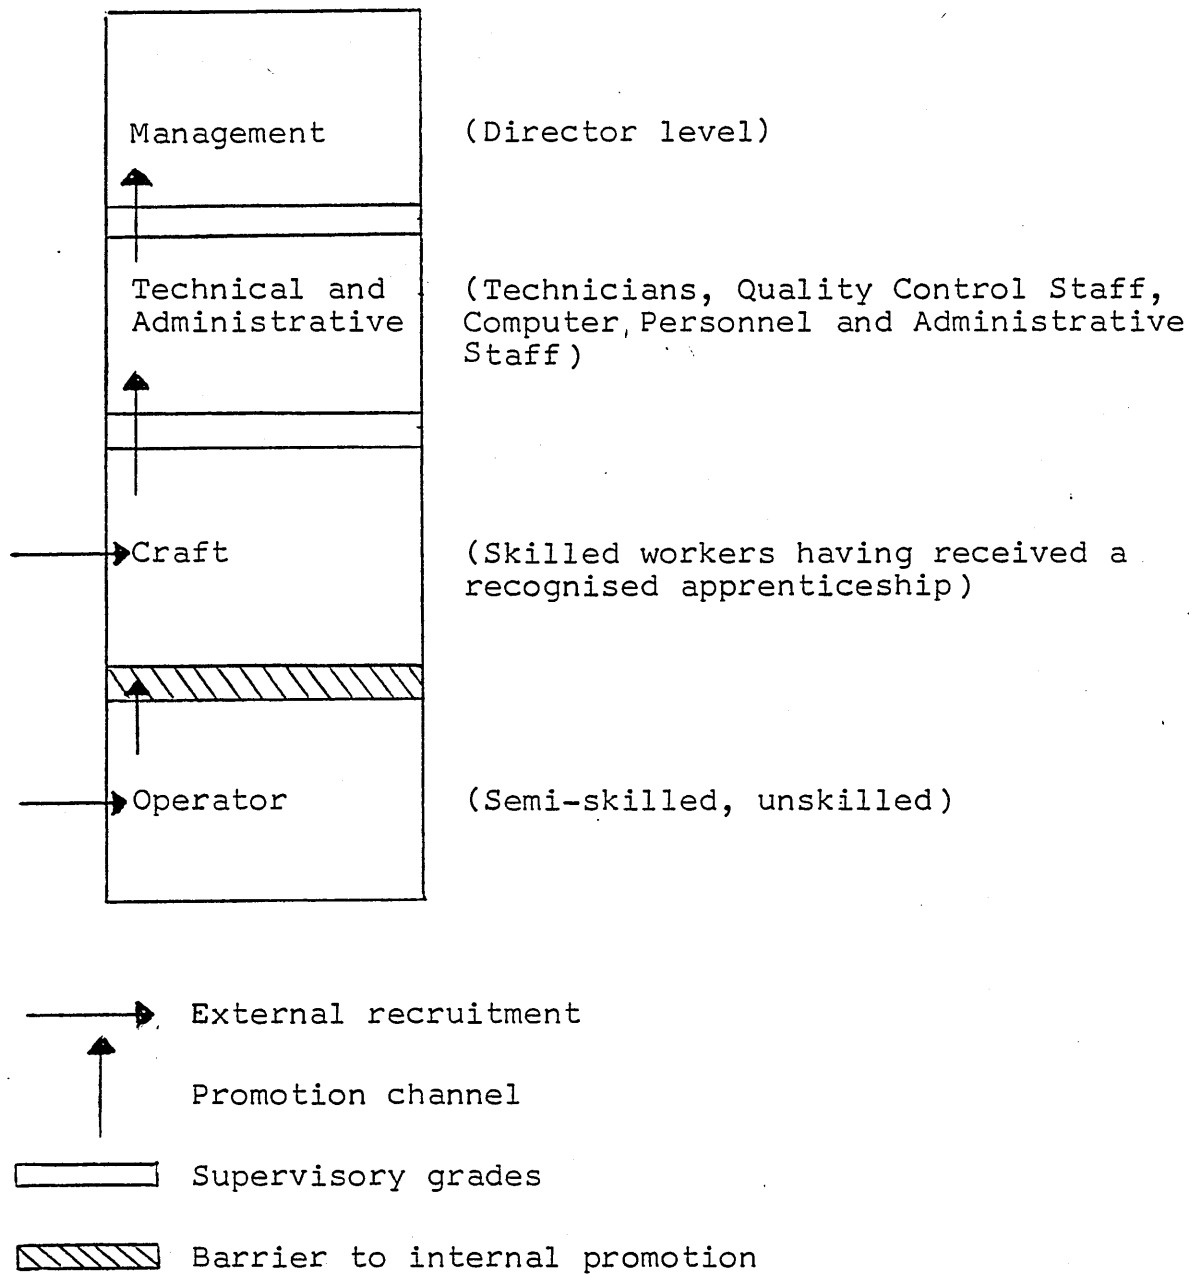 Management (Director level)
Technical and (Technicians, Quality Control Staff,
Administrative Computer, Personnel and Administrative
Staff)
Craft (Skilled workers having received a
recognised apprenticeship)
Operator (Semi-skilled, unskilled)
External recruitment
Promotion channel
Supervisory grades
Barrier to internal promotion